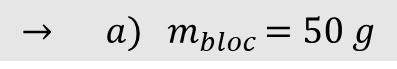 → a) m_bloc = 50 g